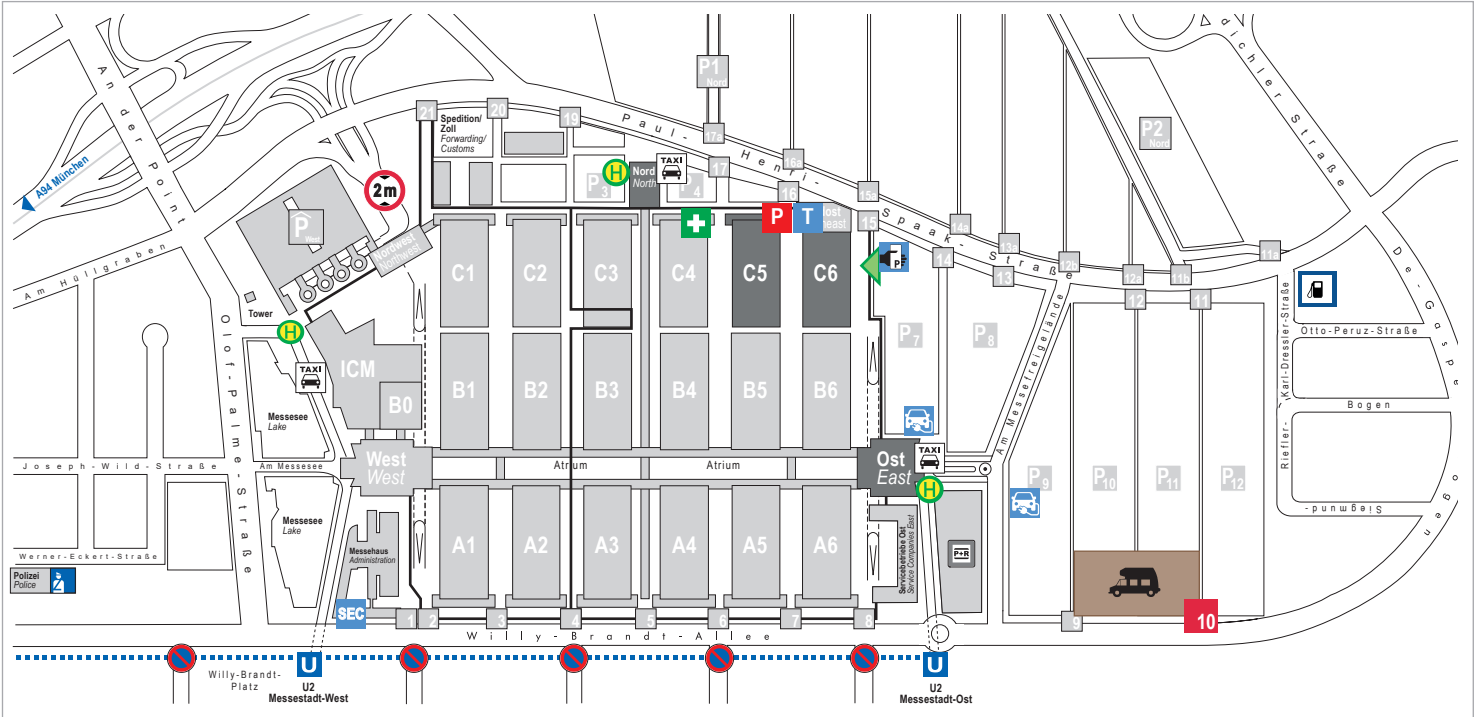 An der Point
A94 München
Am Hüllgraben
Olof-Palme-Straße
Joseph-Wild-Straße
Am Messesee
Werner-Eckert-Straße
Polizei
Police
P
West
2m
Tower
H
TAXI
Messesee
Lake
Messesee
Lake
ICM
B0
West
West
Nordwest
Northwest
Messehaus
Administration
SEC
21
20
19
Spedition/
Zoll
Forwarding/
Customs
P3
H
Nord
North
TAXI
P4
P1
Nord
17a
17
16a
16
15a
15
14a
14
13a
13
12b
12a
11b
11a
12
11
Paul-Henri-Spaak-Straße
P
T
ost
east
P
C1
C2
C3
C4
C5
C6
B1
B2
B3
B4
B5
B6
Atrium
Atrium
A1
A2
A3
A4
A5
A6
Ost
East
TAXI
H
Servicebetriebe Ost
Service Companies East
P+R
P7
P8
P9
P10
P11
P12
Am Messefreigelände
P2
Nord
De-Gasperi-Bogen
dichler Straße
Karl-Dressler-Straße
Riefler-
Otto-Peruz-Straße
Bogen
Siegmund-
1
2
3
4
5
6
7
8
9
10
Willy-Brandt-Allee
Willy-Brandt-
Platz
U
U2
Messestadt-West
U
U2
Messestadt-Ost